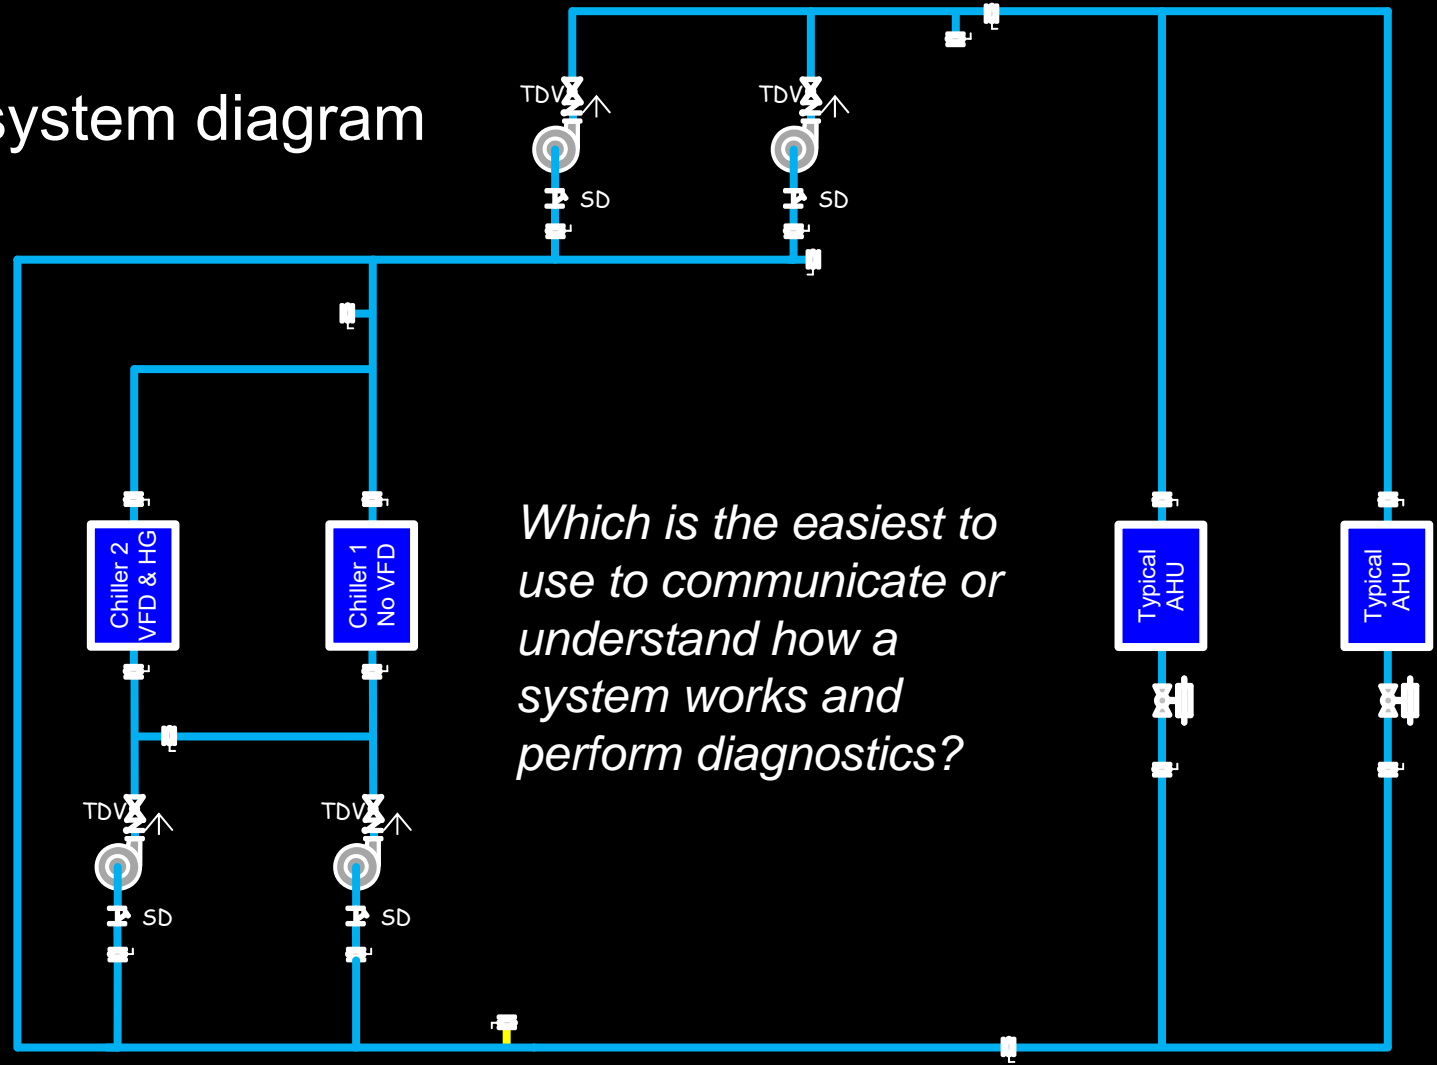 system diagram
TDV
TDV
SD
SD
Chiller 2
VFD & HG
Chiller 1
No VFD
Which is the easiest to
use to communicate or
understand how a
system works and
perform diagnostics?
Typical
AHU
Typical
AHU
TDV
TDV
SD
SD